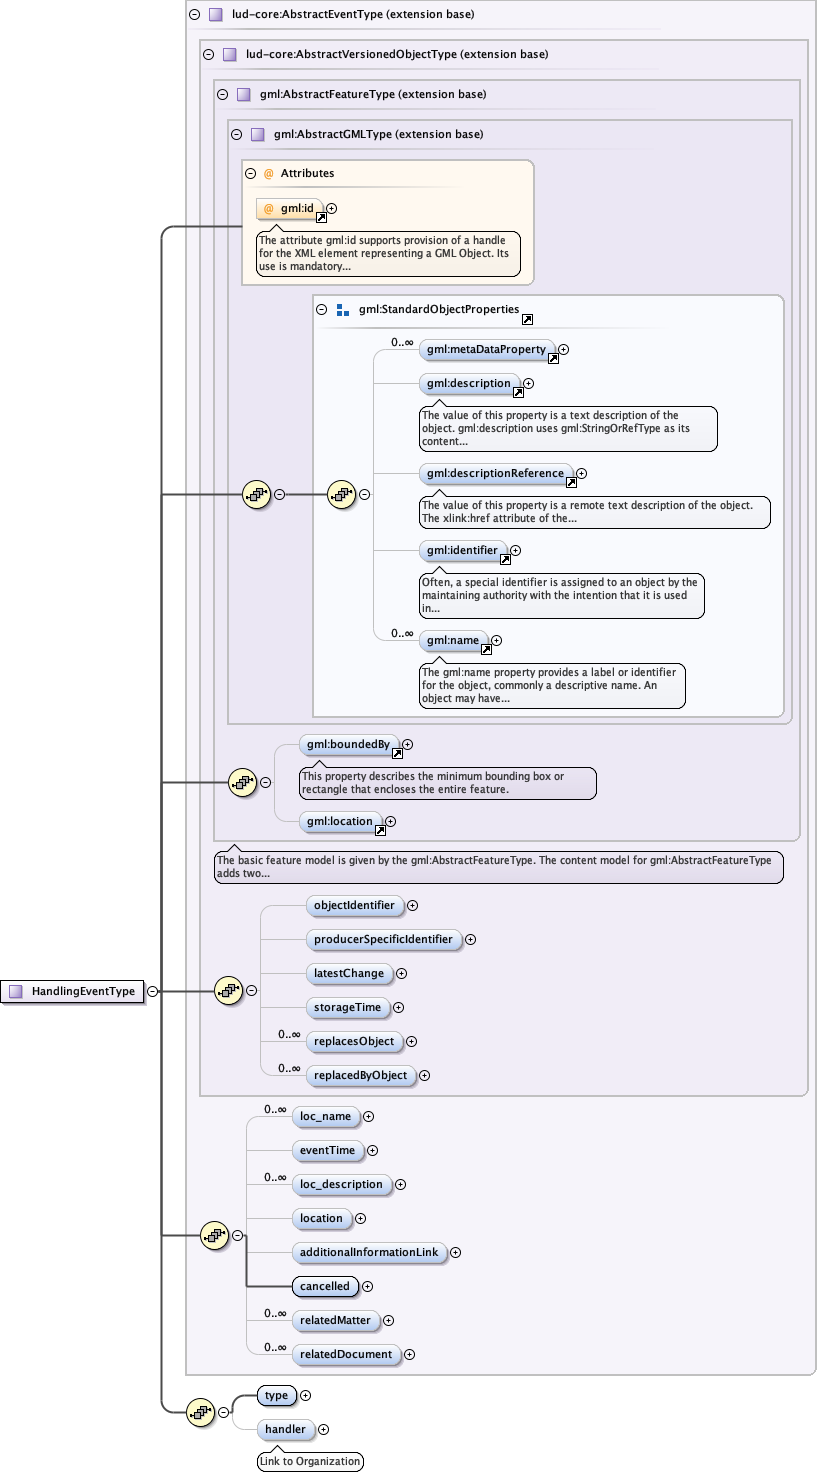 lud-core:AbstractEventType (extension base)
lud-core:AbstractVersionedObjectType (extension base)
gml:AbstractFeatureType (extension base)
gml:AbstractGMLType (extension base)
@ Attributes
@ gml:id
The attribute gml:id supports provision of a handle
for the XML element representing a GML Object. Its
use is mandatory...
gml:StandardObjectProperties
0..∞
gml:metaDataProperty
gml:description
The value of this property is a text description of the
object. gml:description uses gml:StringOrRefType as its
content...
gml:descriptionReference
The value of this property is a remote text description of the object.
The xlink:href attribute of the...
gml:identifier
Often, a special identifier is assigned to an object by the
maintaining authority with the intention that it is used
in...
0..∞
gml:name
The gml:name property provides a label or identifier
for the object, commonly a descriptive name. An
object may have...
gml:boundedBy
This property describes the minimum bounding box or
rectangle that encloses the entire feature.
gml:location
The basic feature model is given by the gml:AbstractFeatureType. The content model for gml:AbstractFeatureType
adds two...
objectIdentifier
producerSpecificIdentifier
latestChange
HandlingEventType
storageTime
0..∞
replacesObject
0..∞
replacedByObject
0..∞
loc_name
eventTime
0..∞
loc_description
location
additionalInformationLink
cancelled
0..∞
relatedMatter
0..∞
relatedDocument
type
handler
Link to Organization